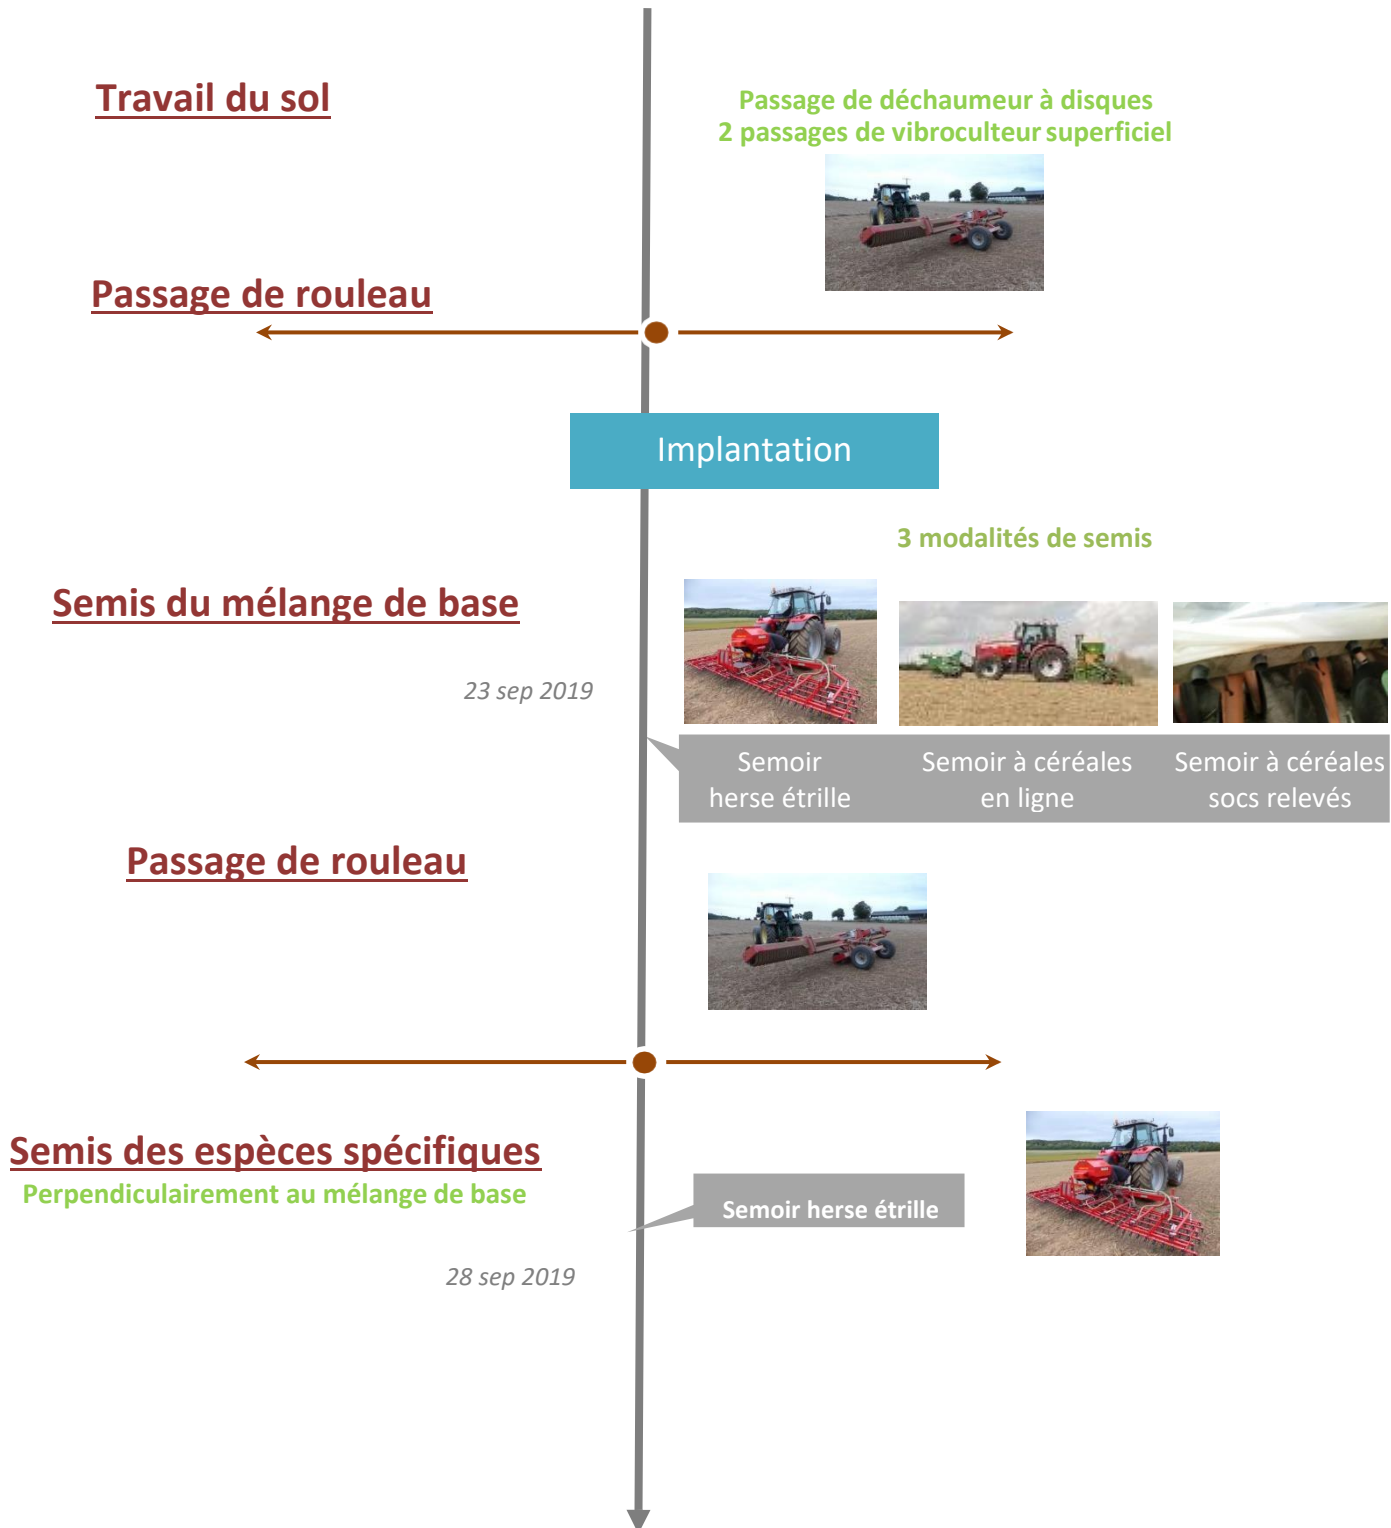 Travail du sol
Passage de déchaumeur à disques
2 passages de vibroculteur superficiel
Passage de rouleau
Implantation
3 modalités de semis
Semis du mélange de base
23 sep 2019
Semoir
herse étrille
Semoir à céréales
en ligne
Semoir à céréales
socs relevés
Passage de rouleau
Semis des espèces spécifiques
Perpendiculairement au mélange de base
Semoir herse étrille
28 sep 2019